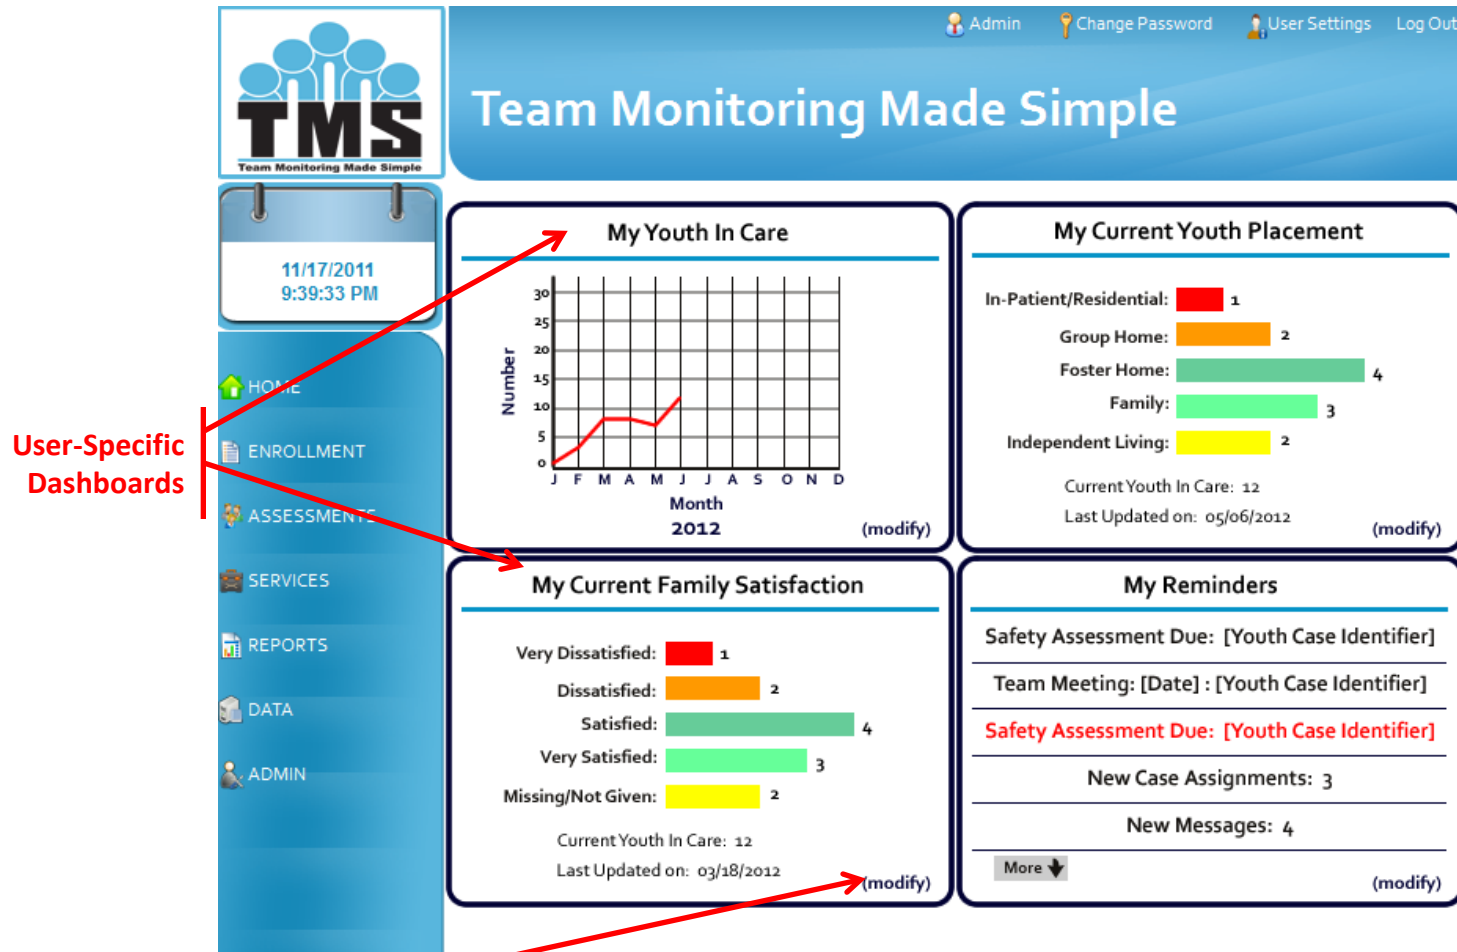 Admin
Change Password
User Settings
Log Out
TMS
Team Monitoring Made Simple
Team Monitoring Made Simple
11/17/2011
9:39:33 PM
HOME
ENROLLMENT
ASSESSMENTS
SERVICES
REPORTS
DATA
ADMIN
User-Specific
Dashboards
My Youth In Care
Number
30
25
20
15
10
5
0
J F M A M J J A S O N D
Month
2012
(modify)
My Current Youth Placement
In-Patient/Residential: 1
Group Home: 2
Foster Home: 4
Family: 3
Independent Living: 2
Current Youth In Care: 12
Last Updated on: 05/06/2012
(modify)
My Current Family Satisfaction
Very Dissatisfied: 1
Dissatisfied: 2
Satisfied: 4
Very Satisfied: 3
Missing/Not Given: 2
Current Youth In Care: 12
Last Updated on: 03/18/2012
(modify)
My Reminders
Safety Assessment Due: [Youth Case Identifier]
Team Meeting: [Date] : [Youth Case Identifier]
Safety Assessment Due: [Youth Case Identifier]
New Case Assignments: 3
New Messages: 4
More
(modify)